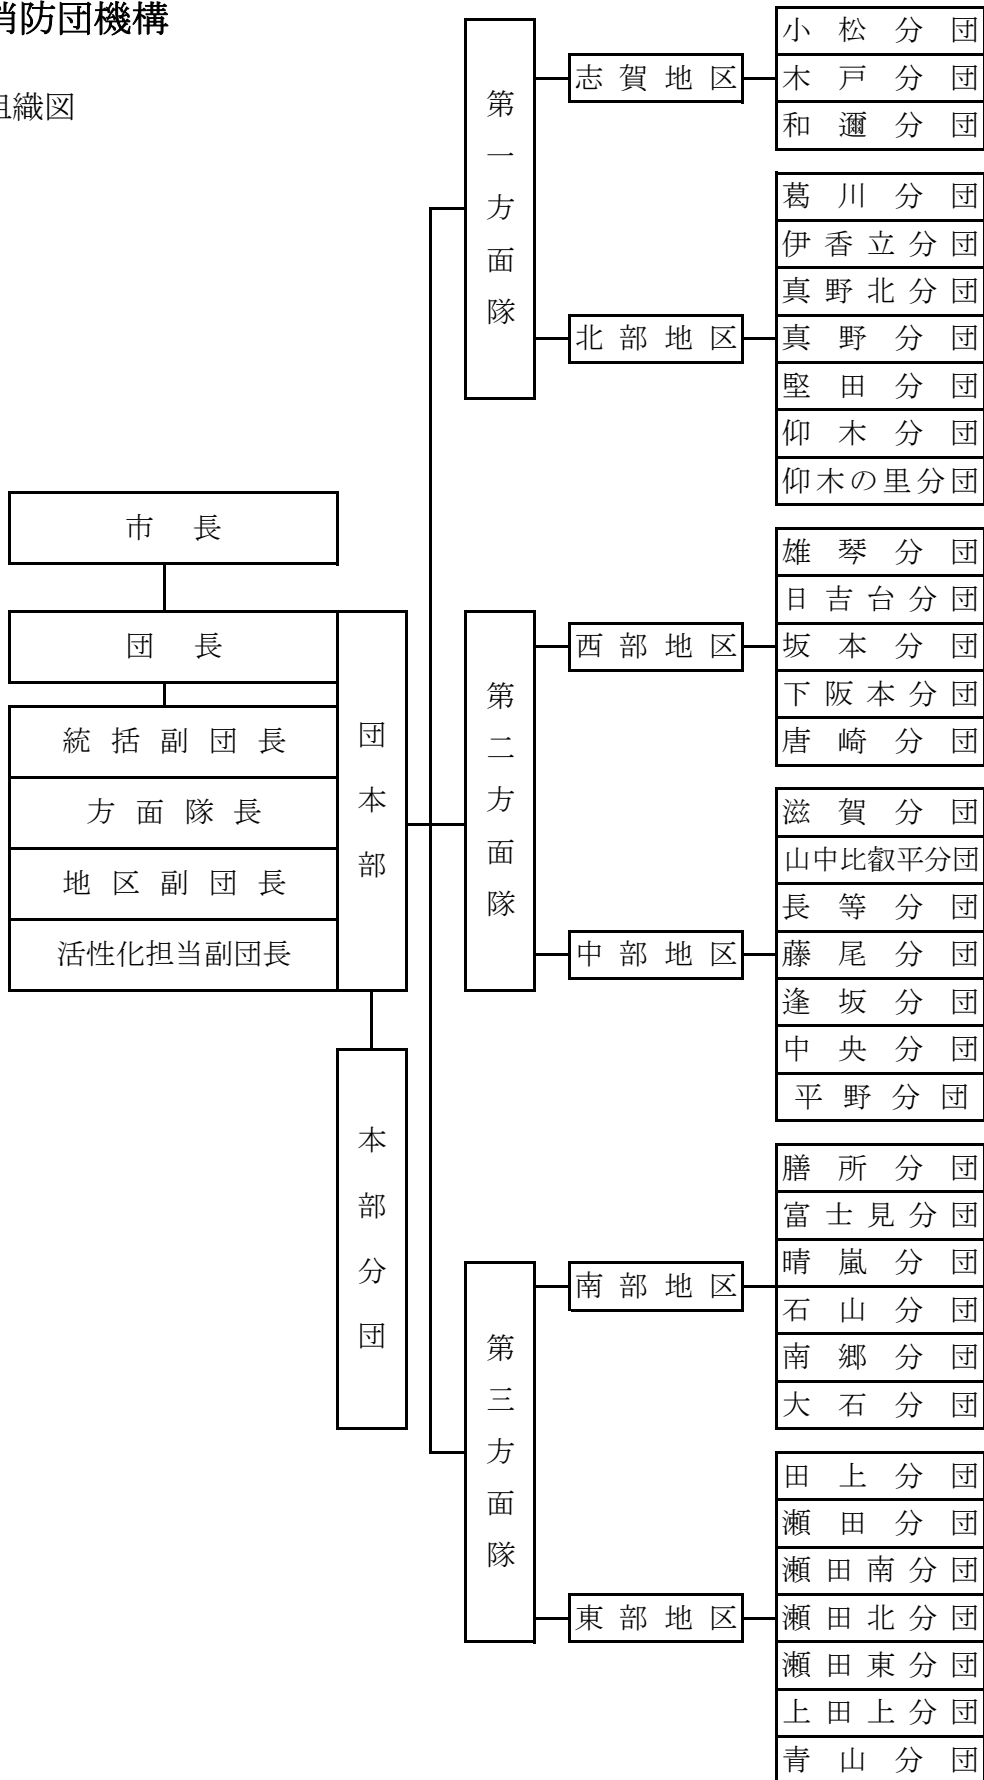 消防団機構
組織図
市長
団長
統括副団長
方面隊長
地区副団長
活性化担当副団長
団本部
本部分団
第一方面隊
志賀地区
小松分団
木戸分団
和邇分団
北部地区
葛川分団
伊香立分団
真野北分団
真野分団
堅田分団
仰木分団
仰木の里分団
第二方面隊
西部地区
雄琴分団
日吉台分団
坂本分団
下阪本分団
唐崎分団
中部地区
滋賀分団
山中比叡平分団
長等分団
藤尾分団
逢坂分団
中央分団
平野分団
第三方面隊
南部地区
膳所分団
富士見分団
晴嵐分団
石山分団
南郷分団
大石分団
東部地区
田上分団
瀬田分団
瀬田南分団
瀬田北分団
瀬田東分団
上田上分団
青山分団